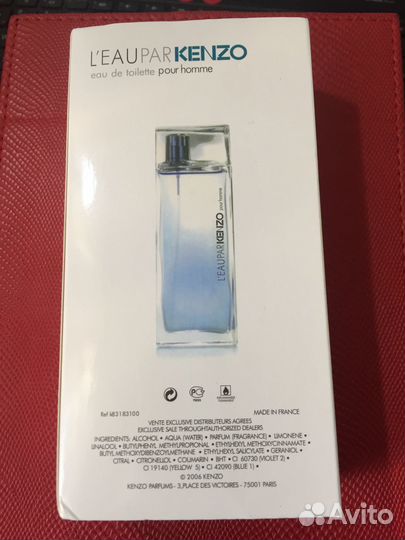 L'EAUPARKENZO
eau de toilette pour homme
L'EAUPARKENZO pour homme
Ref k83183100
MADE IN FRANCE
VENTE EXCLUSIVE DISTRIBUTEURS AGREES
EXCLUSIVE SALE THROUGHTAUTHORIZED DEALERS
INGREDIENTS: ALCOHOL • AQUA (WATER) • PARFUM (FRAGRANCE) • LIMONENE •
LINALOOL • BUTYLPHENYL METHYLPROPIONAL • ETHYLHEXYL METHOXYCINNAMATE •
BUTYL METHOXYDIBENZOYLMETHANE • ETHYLHEXYL SALICYLATE • GERANIOL •
CITRAL • CITRONELLOL • COUMARIN • BHT • CI 60730 (VIOLET 2) •
CI 19140 (YELLOW 5) • CI 42090 (BLUE 1) •
© 2006 KENZO
KENZO PARFUMS - 3,PLACE DES VICTOIRES - 75001 PARIS
Avito